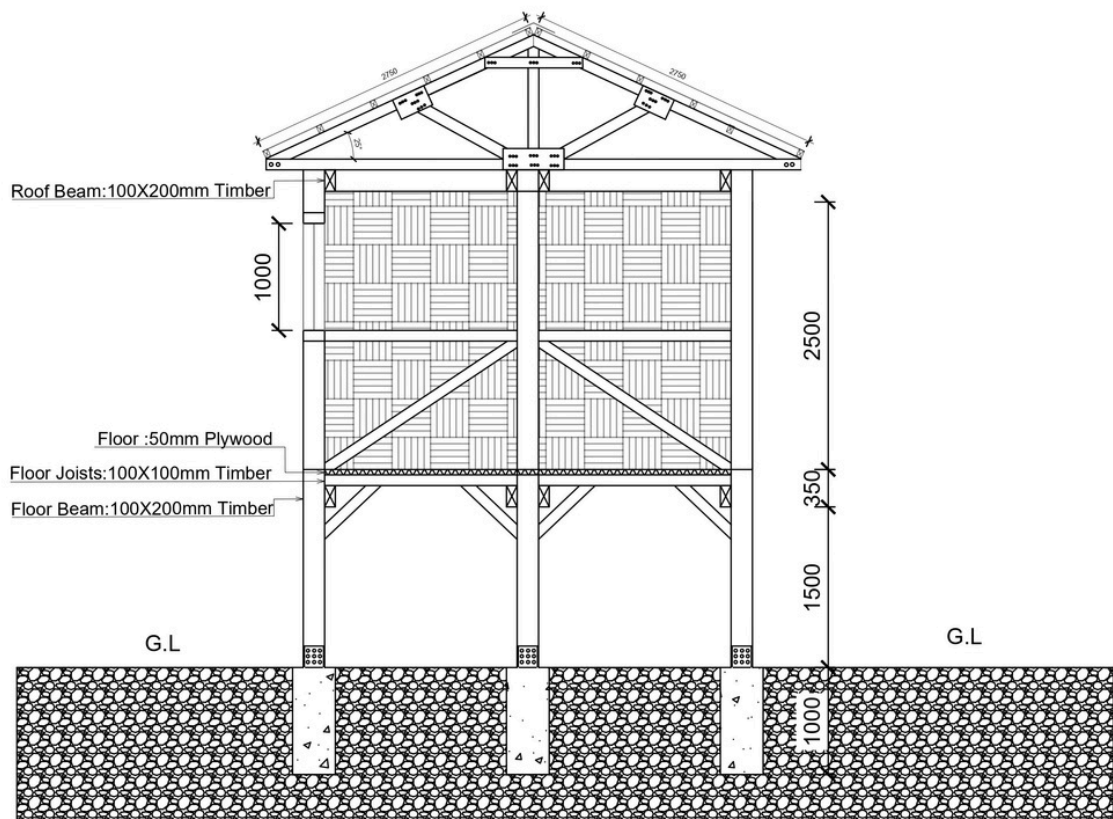 2750
2750
25°
Roof Beam:100X200mm Timber
1000
2500
Floor :50mm Plywood
Floor Joists:100X100mm Timber
350
Floor Beam:100X200mm Timber
1500
G.L
G.L
1000